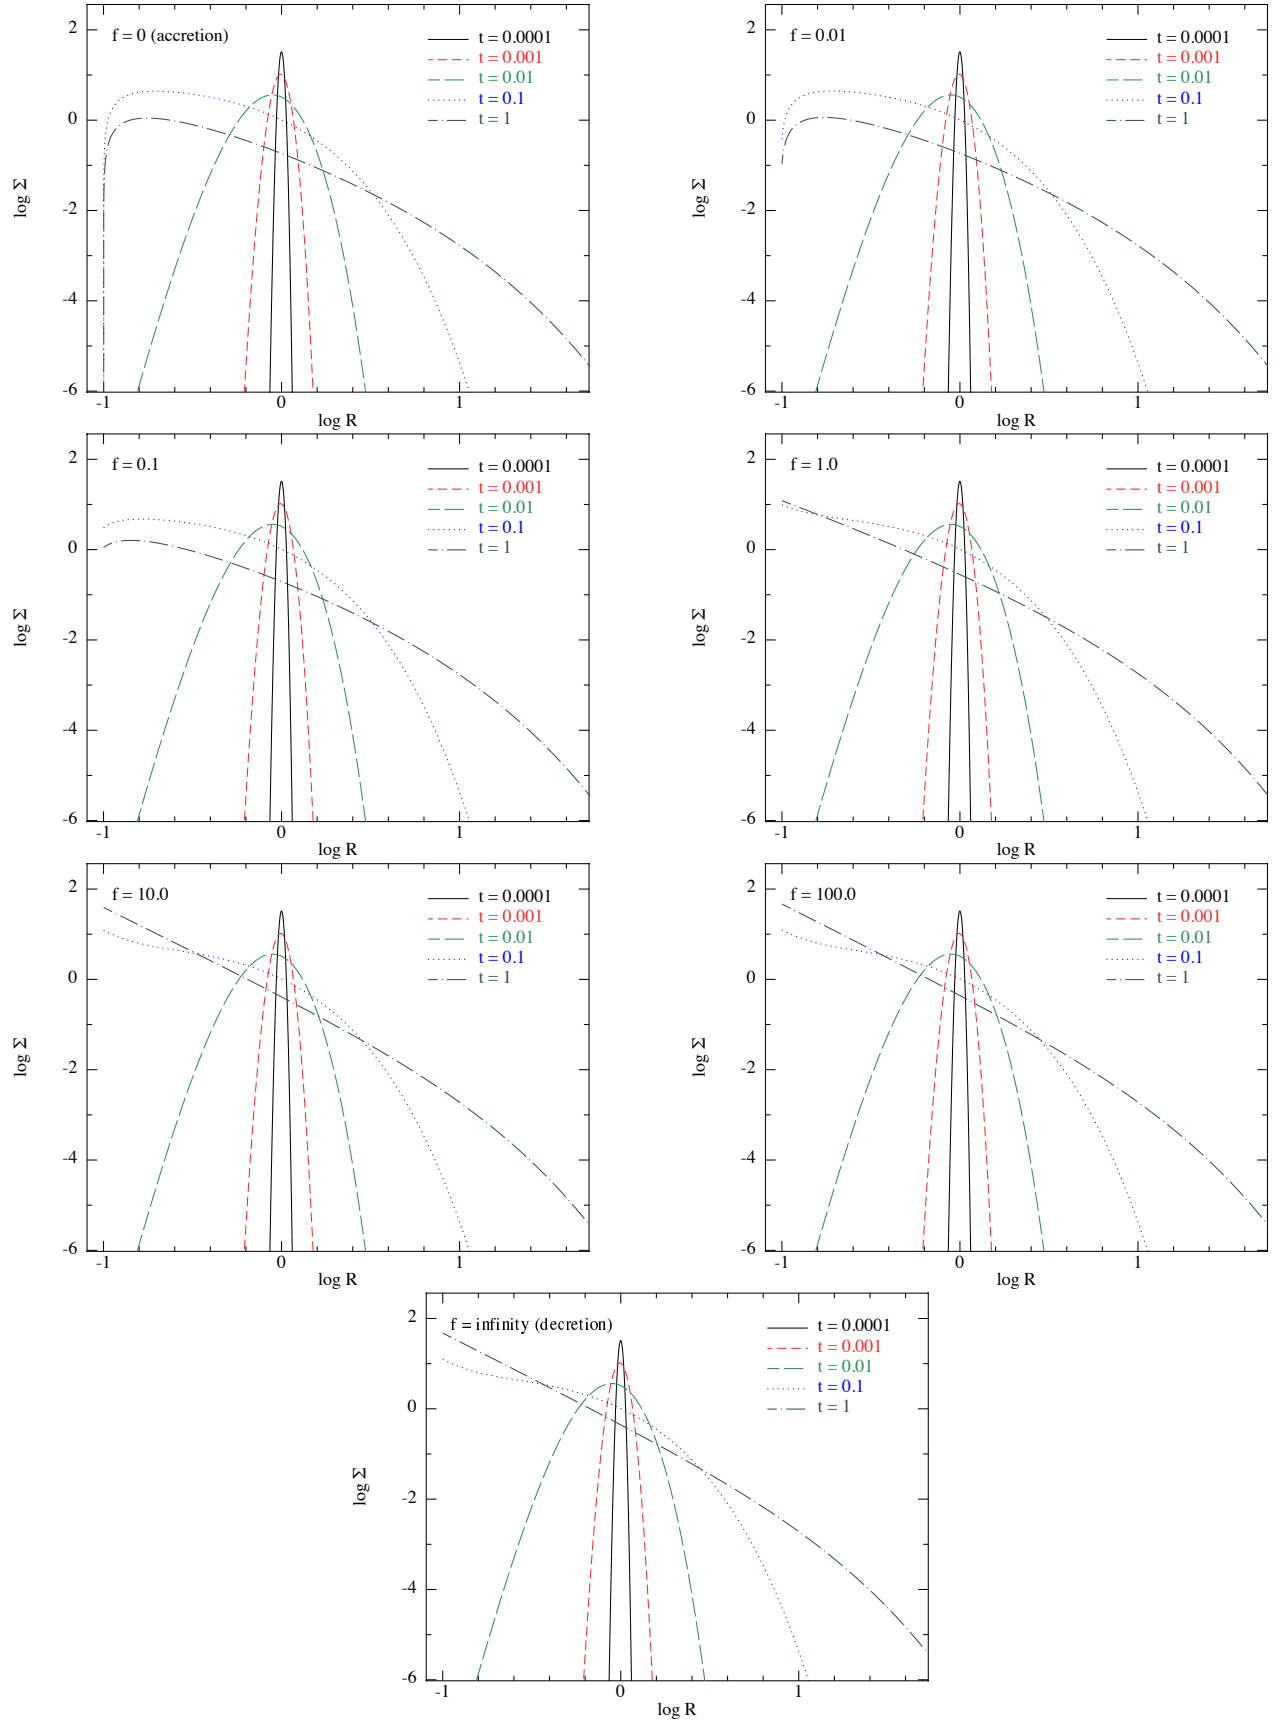 f = 0 (accretion)
t = 0.0001
t = 0.001
t = 0.01
t = 0.1
t = 1
2
0
-2
-4
-6
log Σ
-1 0 1
log R
f = 0.01
t = 0.0001
t = 0.001
t = 0.01
t = 0.1
t = 1
2
0
-2
-4
-6
log Σ
-1 0 1
log R
f = 0.1
t = 0.0001
t = 0.001
t = 0.01
t = 0.1
t = 1
2
0
-2
-4
-6
log Σ
-1 0 1
log R
f = 1.0
t = 0.0001
t = 0.001
t = 0.01
t = 0.1
t = 1
2
0
-2
-4
-6
log Σ
-1 0 1
log R
f = 10.0
t = 0.0001
t = 0.001
t = 0.01
t = 0.1
t = 1
2
0
-2
-4
-6
log Σ
-1 0 1
log R
f = 100.0
t = 0.0001
t = 0.001
t = 0.01
t = 0.1
t = 1
2
0
-2
-4
-6
log Σ
-1 0 1
log R
f = infinity (decretion)
t = 0.0001
t = 0.001
t = 0.01
t = 0.1
t = 1
2
0
-2
-4
-6
log Σ
-1 0 1
log R